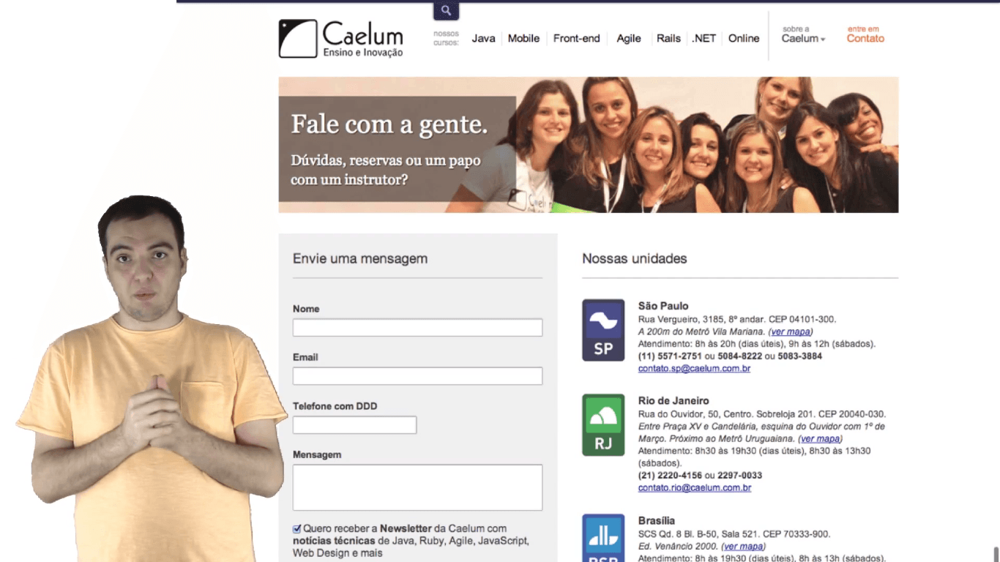 Caelum
Ensino e Inovação
nossos
cursos:
Java
Mobile
Front-end
Agile
Rails
.NET
Online
sobre a
Caelum
entre em
Contato
Fale com a gente.
Dúvidas, reservas ou um papo
com um instrutor?
Envie uma mensagem
Nome
Email
Telefone com DDD
Mensagem
Quero receber a Newsletter da Caelum com
notícias técnicas de Java, Ruby, Agile, JavaScript,
Web Design e mais
Nossas unidades
SP
São Paulo
Rua Vergueiro, 3185, 8º andar. CEP 04101-300.
A 200m do Metrô Vila Mariana. (ver mapa)
Atendimento: 8h às 20h (dias úteis), 9h às 12h (sábados).
(11) 5571-2751 ou 5084-8222 ou 5083-3884
contato.sp@caelum.com.br
RJ
Rio de Janeiro
Rua do Ouvidor, 50, Centro. Sobreloja 201. CEP 20040-030.
Entre Praça XV e Candelária, esquina do Ouvidor com 1º de
Março. Próximo ao Metrô Uruguaiana. (ver mapa)
Atendimento: 8h30 às 19h30 (dias úteis), 8h30 às 13h30
(sábados).
(21) 2220-4156 ou 2297-0033
contato.rio@caelum.com.br
BSB
Brasília
SCS Qd. 8 Bl. B-50, Sala 521. CEP 70333-900.
Ed. Venâncio 2000. (ver mapa)
Atendimento: 8h às 19h (dias úteis), 8h às 13h (sábados).